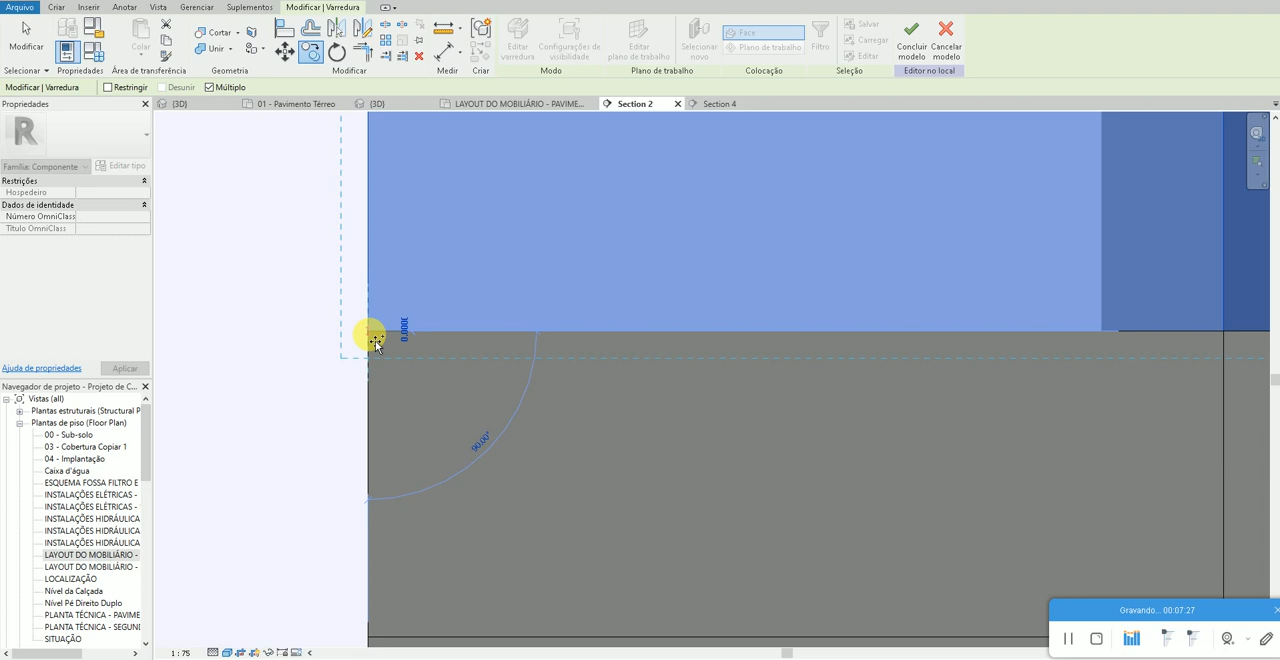 Arquivo Criar Inserir Anotar Vista Gerenciar Suplementos Modificar | Varredura
Modificar
Colar
Cortar
Unir
Editar varredura
Configurações de visibilidade
Editar plano de trabalho
Selecionar novo
Face
Plano de trabalho
Filtro
Salvar
Carregar
Editar
Concluir modelo
Cancelar modelo
Selecionar Propriedades Área de transferência Geometria Modificar Medir Criar Modo Plano de trabalho Colocação Seleção Editor no local
Modificar | Varredura Restringir Desunir Múltiplo
Propriedades
{3D} 01 - Pavimento Térreo {3D} LAYOUT DO MOBILIÁRIO - PAVIME... Section 2 Section 4
R
Família: Componente Editar tipo
Restrições
Hospedeiro
Dados de identidade
Número OmniClass
Título OmniClass
0.0003
90.00°
Ajuda de propriedades Aplicar
Navegador de projeto - Projeto de C...
Vistas (all)
Plantas estruturais (Structural P
Plantas de piso (Floor Plan)
00 - Sub-solo
03 - Cobertura Copiar 1
04 - Implantação
Caixa d'água
ESQUEMA FOSSA FILTRO E
INSTALAÇÕES ELÉTRICAS -
INSTALAÇÕES ELÉTRICAS -
INSTALAÇÕES HIDRÁULICA
INSTALAÇÕES HIDRÁULICA
INSTALAÇÕES HIDRÁULICA
LAYOUT DO MOBILIÁRIO -
LAYOUT DO MOBILIÁRIO -
LOCALIZAÇÃO
Nível da Calçada
Nível Pé Direito Duplo
PLANTA TÉCNICA - PAVIME
PLANTA TÉCNICA - SEGUNI
SITUAÇÃO
1 : 75
Gravando... 00:07:27